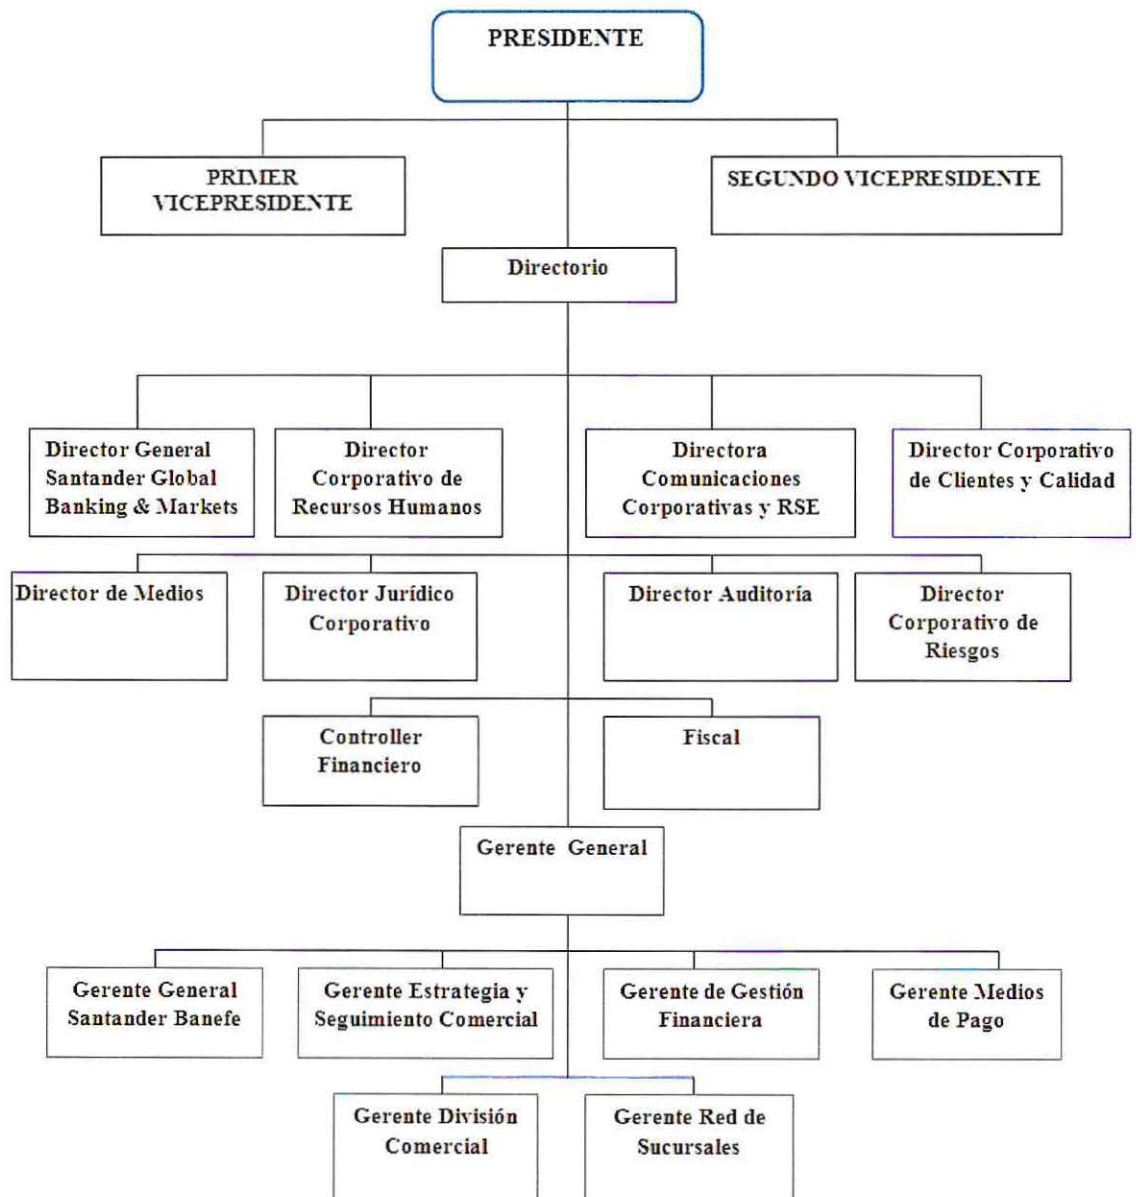 PRESIDENTE
PRIMER
VICEPRESIDENTE
SEGUNDO VICEPRESIDENTE
Directorio
Director General
Santander Global
Banking & Markets
Director
Corporativo de
Recursos Humanos
Directora
Comunicaciones
Corporativas y RSE
Director Corporativo
de Clientes y Calidad
Director de Medios
Director Jurídico
Corporativo
Director Auditoría
Director
Corporativo de
Riesgos
Controller
Financiero
Fiscal
Gerente General
Gerente General
Santander Banefe
Gerente Estrategia y
Seguimiento Comercial
Gerente de Gestión
Financiera
Gerente Medios
de Pago
Gerente División
Comercial
Gerente Red de
Sucursales